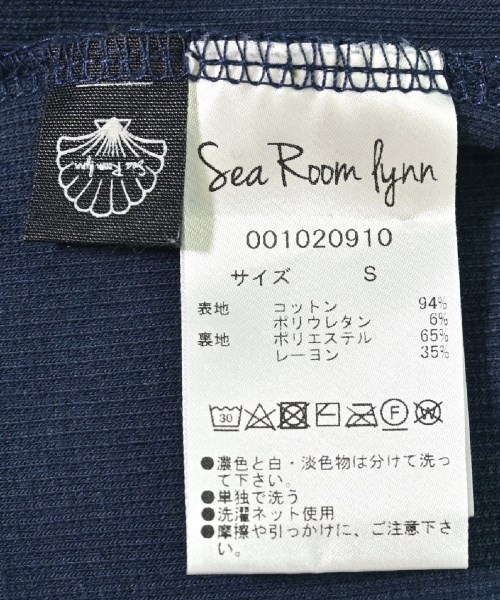 Sea Room lynn
Sea Room lynn
001020910
サイズ S
表地 コットン 94%
ポリウレタン 6%
裏地 ポリエステル 65%
レーヨン 35%
30 F W
●濃色と白・淡色物は分けて洗っ
て下さい。
●単独で洗う
●洗濯ネット使用
●摩擦や引っかけに、ご注意下さ
い。